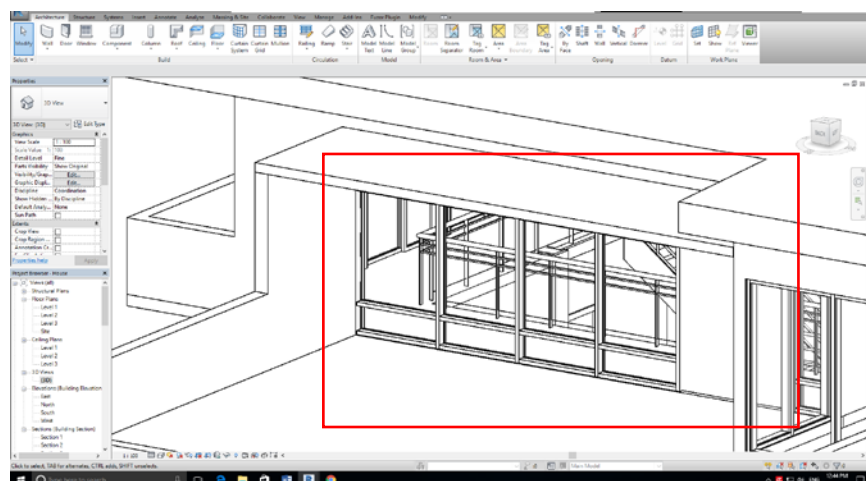 Architecture Structure Systems Insert Annotate Analyze Massing & Site Collaborate View Manage Add-Ins Modify
Modify Wall Door Window Component Column Roof Ceiling Floor Curtain System Curtain Grid Mullion Railing Ramp Stair Model Text Model Line Model Group Room Room Separator Tag Room Area Area Boundary Tag Area By Face Shaft Wall Vertical Dormer Level Grid Set Show Ref Plane Viewer
Select Build Circulation Model Room & Area Opening Datum Work Plane
Properties
3D View
3D View: {3D} Edit Type
Graphics
View Scale 1 : 100
Scale Value 1: 100
Detail Level Fine
Parts Visibility Show Original
Visibility/Grap... Edit...
Graphic Displ... Edit...
Discipline Coordination
Show Hidden ... By Discipline
Default Analy... None
Sun Path
Extents
Crop View
Crop Region ...
Annotation Cr...
Properties help Apply
Project Browser - House
Views (all)
Structural Plans
Floor Plans
Level 1
Level 2
Level 3
Site
Ceiling Plans
Level 1
Level 2
Level 3
3D Views
{3D}
Elevations (Building Elevation
East
North
South
West
Sections (Building Section)
Section 1
Section 2
1 : 100
Click to select, TAB for alternates, CTRL adds, SHIFT unselects.
Main Model